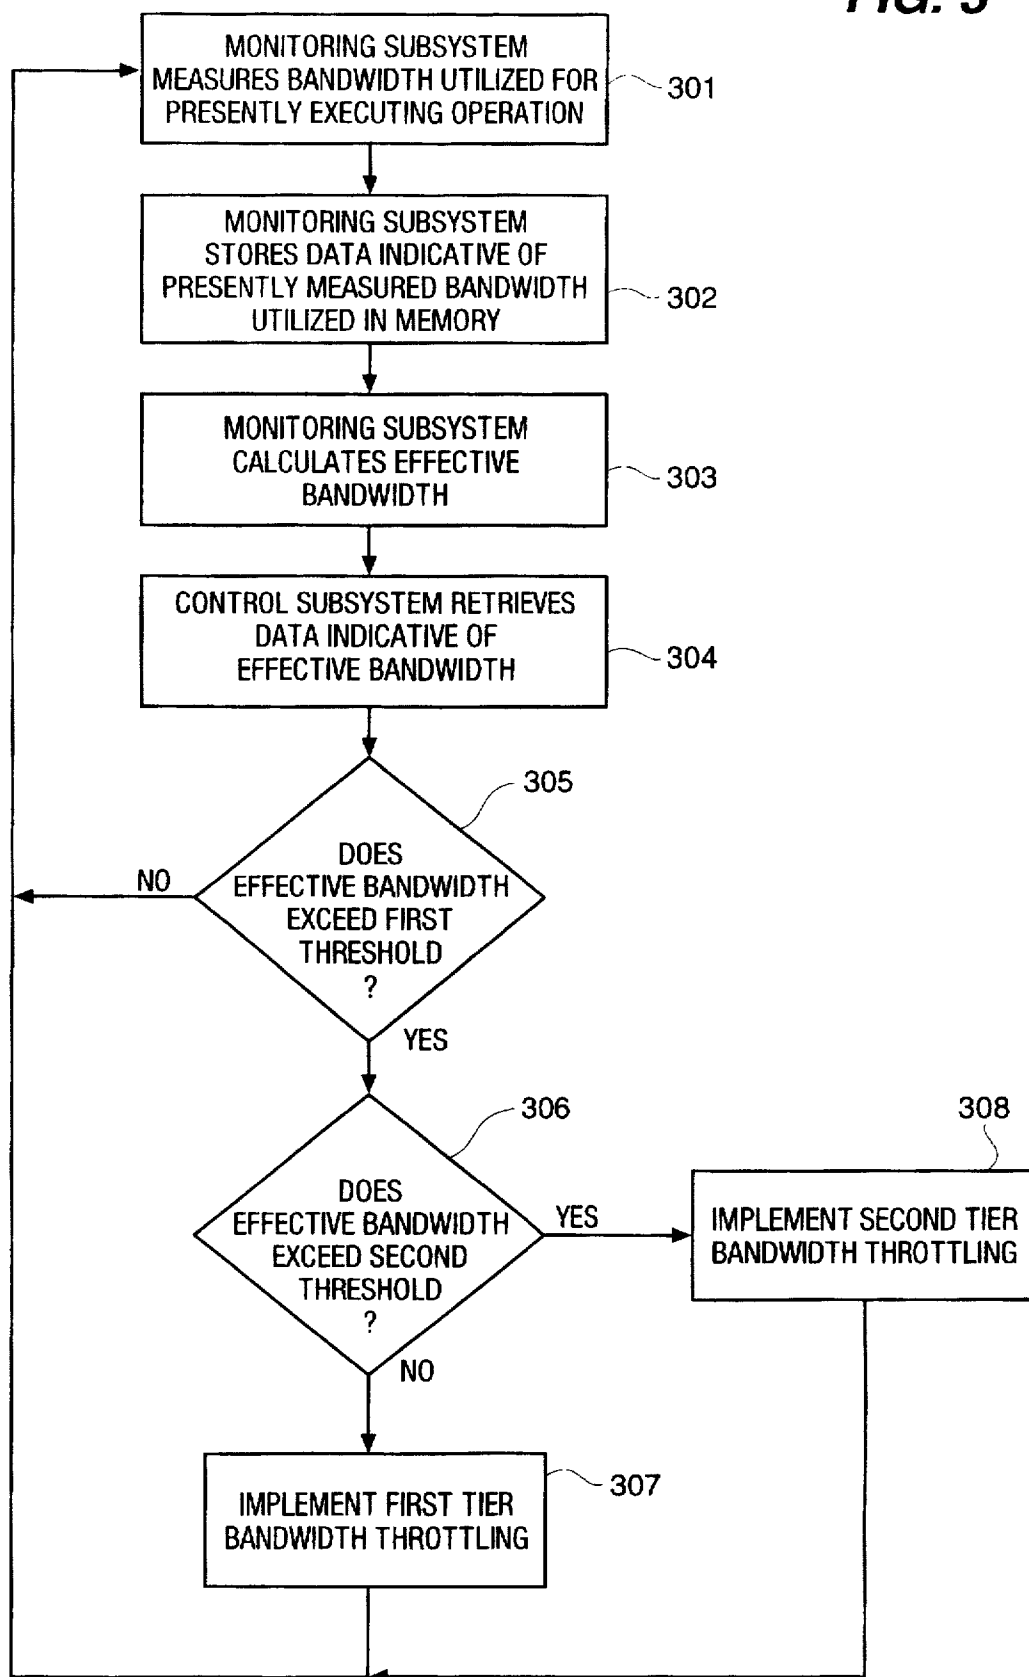 FIG. 3
MONITORING SUBSYSTEM
MEASURES BANDWIDTH UTILIZED FOR
PRESENTLY EXECUTING OPERATION
301
MONITORING SUBSYSTEM
STORES DATA INDICATIVE OF
PRESENTLY MEASURED BANDWIDTH
UTILIZED IN MEMORY
302
MONITORING SUBSYSTEM
CALCULATES EFFECTIVE
BANDWIDTH
303
CONTROL SUBSYSTEM RETRIEVES
DATA INDICATIVE OF
EFFECTIVE BANDWIDTH
304
305
DOES
EFFECTIVE BANDWIDTH
EXCEED FIRST
THRESHOLD
?
NO
YES
306
DOES
EFFECTIVE BANDWIDTH
EXCEED SECOND
THRESHOLD
?
YES
308
IMPLEMENT SECOND TIER
BANDWIDTH THROTTLING
NO
307
IMPLEMENT FIRST TIER
BANDWIDTH THROTTLING